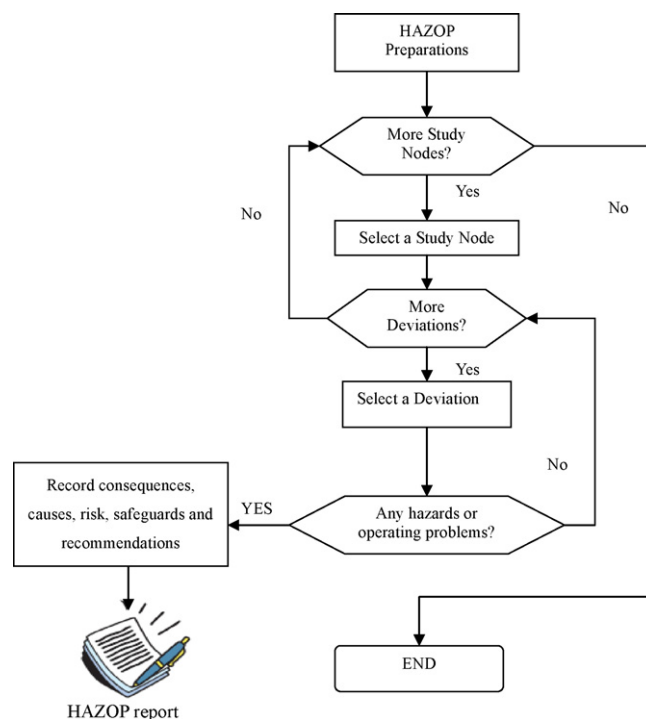 HAZOP
Preparations
More Study
Nodes?
Yes
No
No
Select a Study Node
More
Deviations?
Yes
Select a Deviation
No
Record consequences,
causes, risk, safeguards and
recommendations
YES
Any hazards or
operating problems?
END
HAZOP report